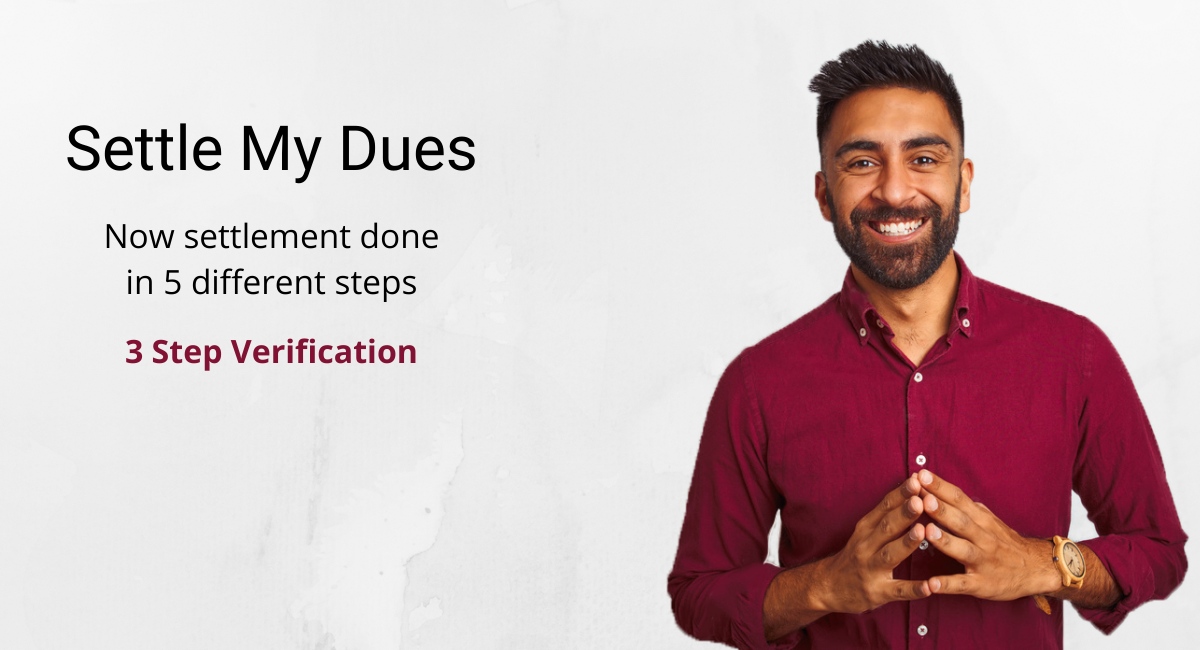 Settle My Dues
Now settlement done
in 5 different steps
3 Step Verification